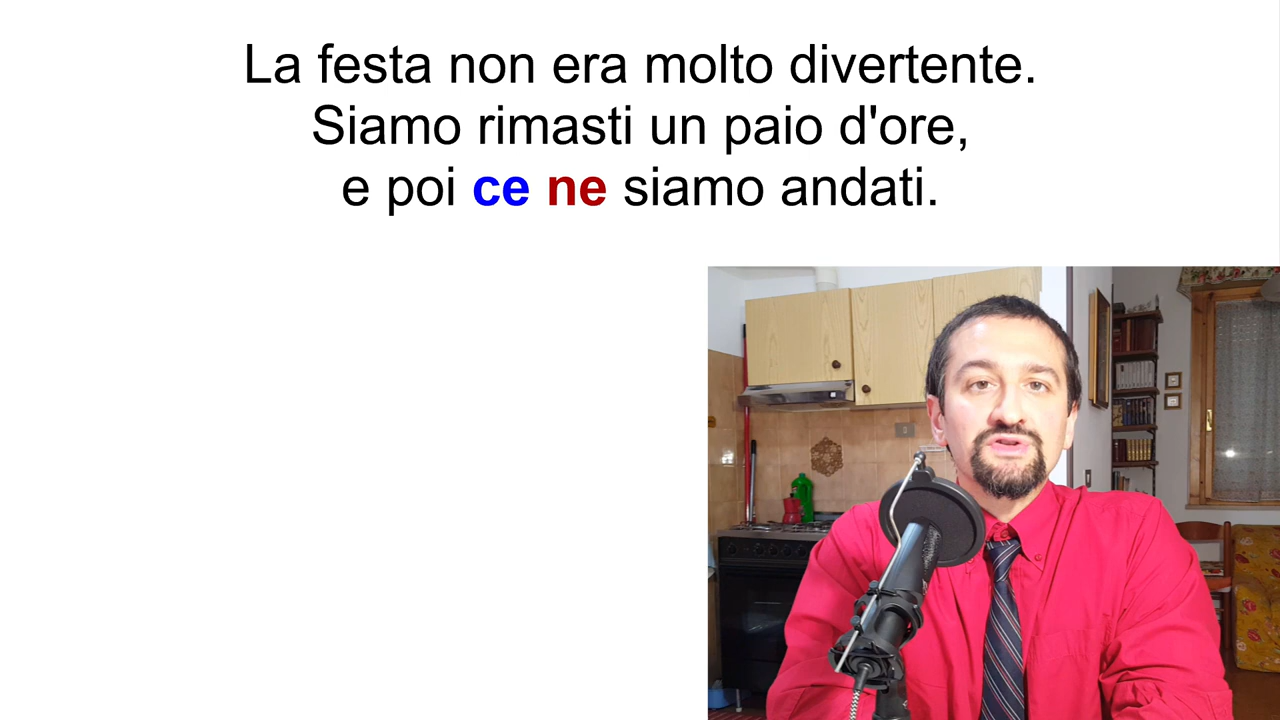 La festa non era molto divertente.
Siamo rimasti un paio d'ore,
e poi ce ne siamo andati.